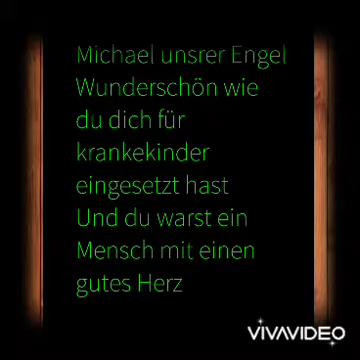 Michael unsrer Engel
Wunderschön wie
du dich für
krankekinder
eingesetzt hast
Und du warst ein
Mensch mit einen
gutes Herz
VIVAVIDEO